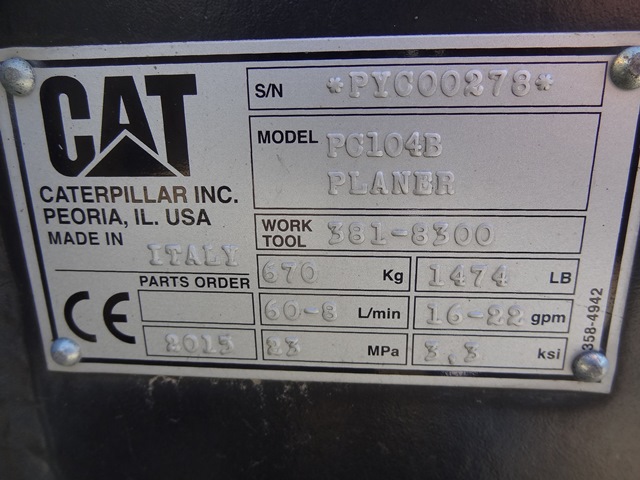 CAT
CATERPILLAR INC.
PEORIA, IL. USA
MADE IN ITALY
S/N *PYC00278*
MODEL PC104B
PLANER
WORK TOOL 381-8300
670 Kg 1474 LB
PARTS ORDER
60-8 L/min 16-22 gpm
CE
2015 23 MPa 3,3 ksi
358-4942